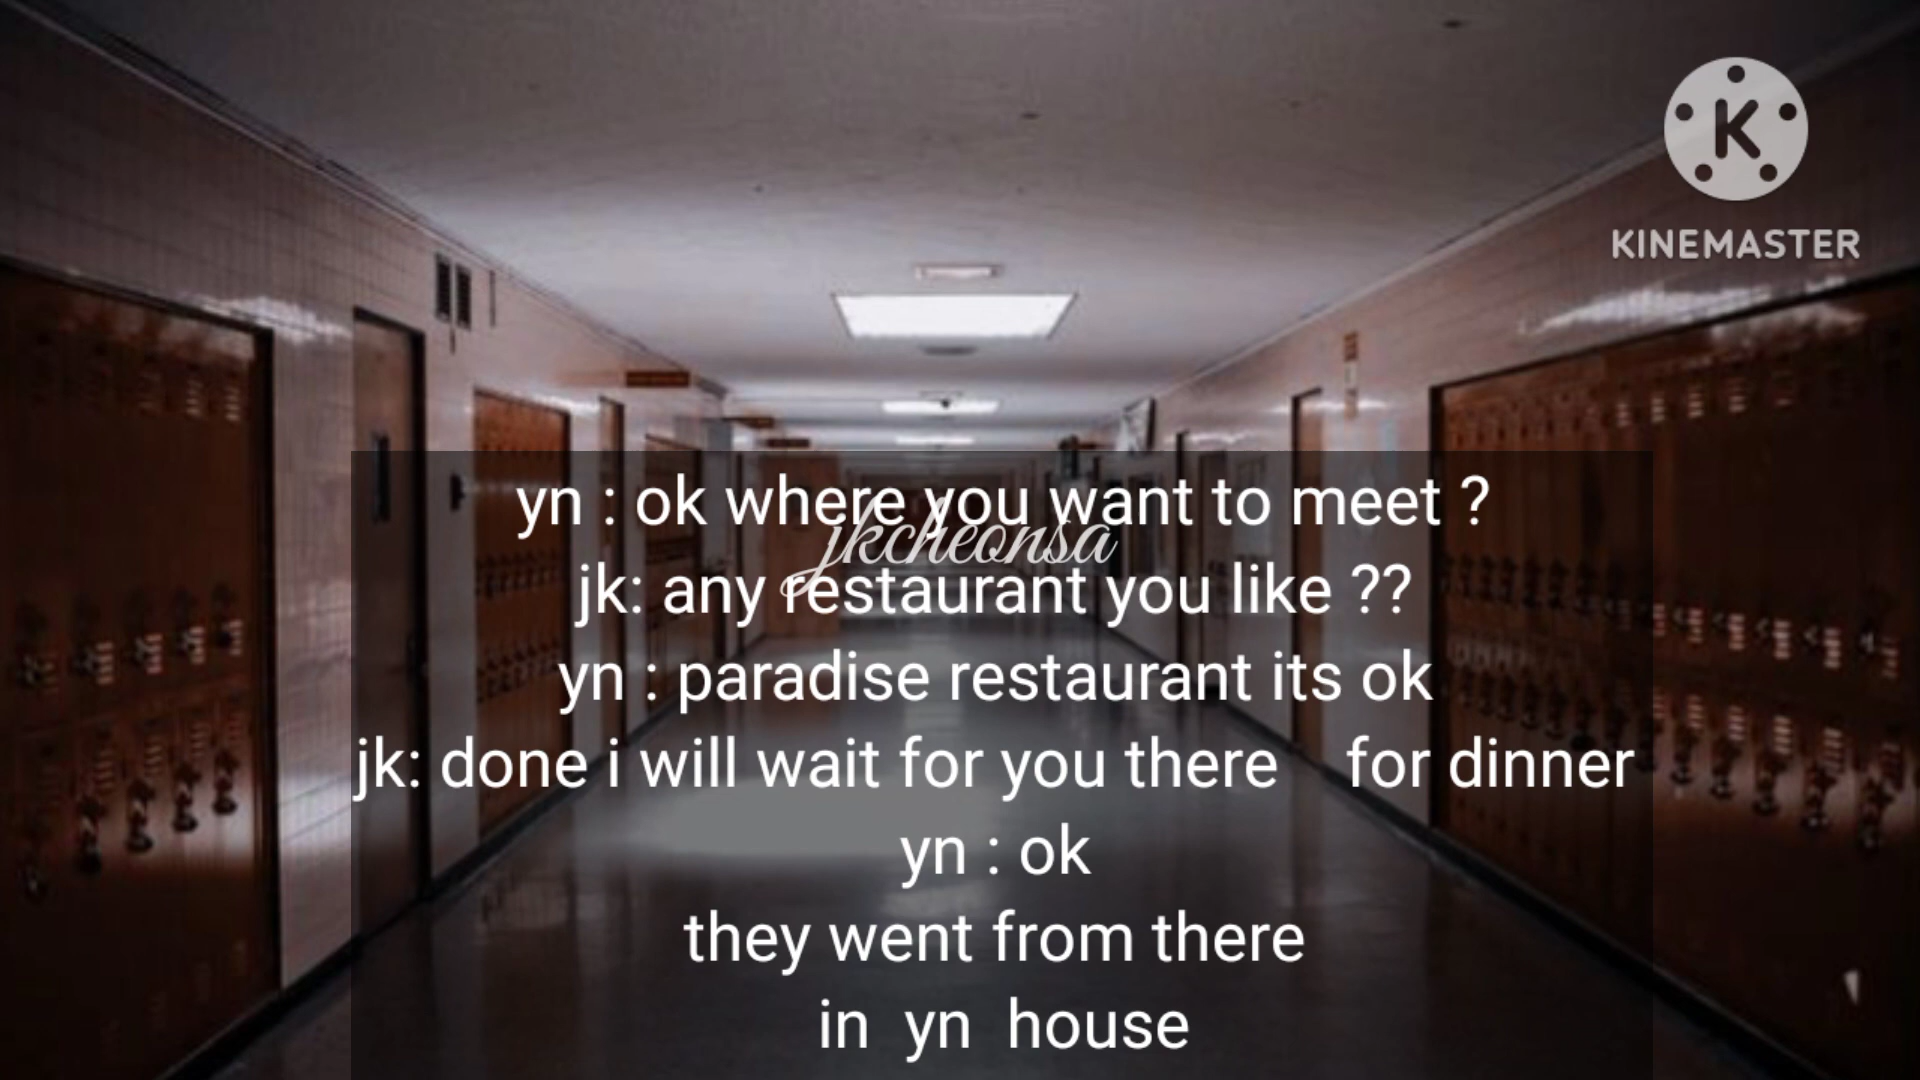 KINEMASTER
yn : ok where you want to meet ?
jkcheonsa
jk: any restaurant you like ??
yn : paradise restaurant its ok
jk: done i will wait for you there for dinner
yn : ok
they went from there
in yn house